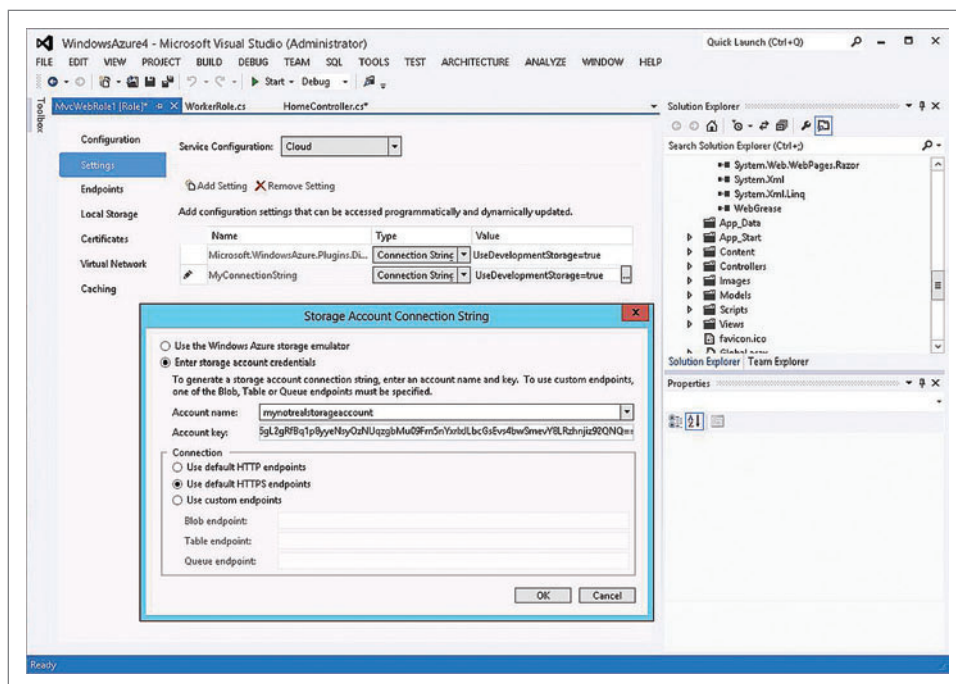 WindowsAzure4 - Microsoft Visual Studio (Administrator)
Quick Launch (Ctrl+Q)
FILE EDIT VIEW PROJECT BUILD DEBUG TEAM SQL TOOLS TEST ARCHITECTURE ANALYZE WINDOW HELP
Start - Debug
Toolbox
MvcWebRole1 [Role]* WorkerRole.cs HomeController.cs*
Configuration
Settings
Endpoints
Local Storage
Certificates
Virtual Network
Caching
Service Configuration: Cloud
Add Setting Remove Setting
Add configuration settings that can be accessed programmatically and dynamically updated.
Name Type Value
Microsoft.WindowsAzure.Plugins.Di... Connection String UseDevelopmentStorage=true
MyConnectionString Connection String UseDevelopmentStorage=true ...
Storage Account Connection String
Use the Windows Azure storage emulator
Enter storage account credentials
To generate a storage account connection string, enter an account name and key. To use custom endpoints,
one of the Blob, Table or Queue endpoints must be specified.
Account name: mynotrealstorageaccount
Account key:
Connection
Use default HTTP endpoints
Use default HTTPS endpoints
Use custom endpoints
Blob endpoint:
Table endpoint:
Queue endpoint:
OK Cancel
Solution Explorer
Search Solution Explorer (Ctrl+;)
System.Web.WebPages.Razor
System.Xml
System.Xml.Linq
WebGrease
App_Data
App_Start
Content
Controllers
Images
Models
Scripts
Views
favicon.ico
Global.asax
Solution Explorer Team Explorer
Properties
Ready